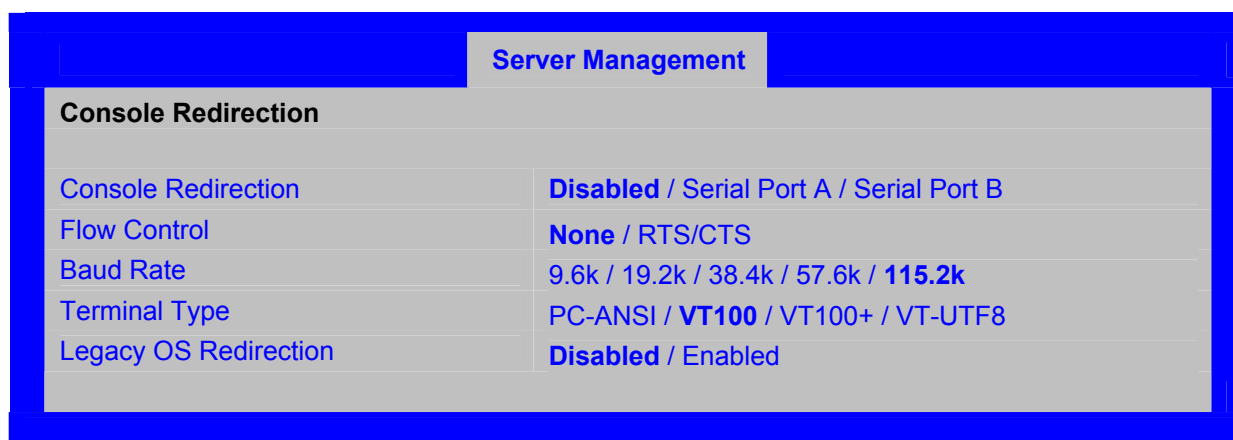 Server Management
Console Redirection
Console Redirection Disabled / Serial Port A / Serial Port B
Flow Control None / RTS/CTS
Baud Rate 9.6k / 19.2k / 38.4k / 57.6k / 115.2k
Terminal Type PC-ANSI / VT100 / VT100+ / VT-UTF8
Legacy OS Redirection Disabled / Enabled